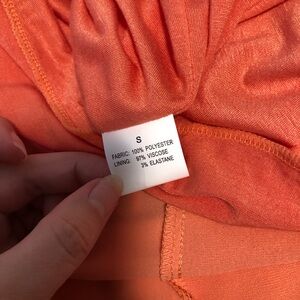 S
FABRIC: 100% POLYESTER
LINING: 97% VISCOSE
3% ELASTANE